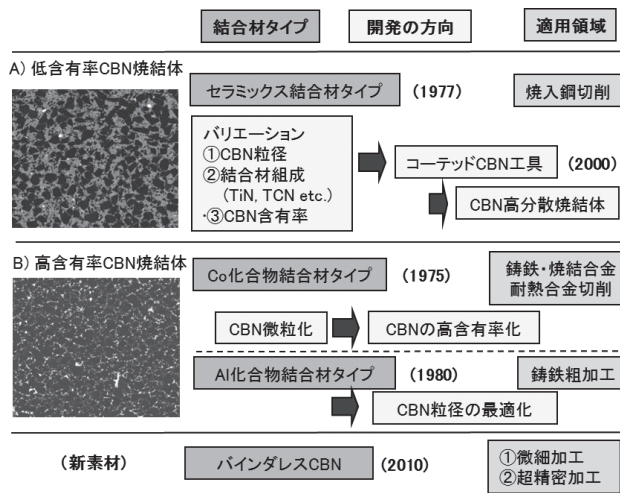 結合材タイプ 開発の方向 適用領域
A) 低含有率CBN焼結体
セラミックス結合材タイプ (1977) 焼入鋼切削
バリエーション
①CBN粒径
②結合材組成
(TiN, TCN etc.)
・③CBN含有率
コーテッドCBN工具 (2000)
CBN高分散焼結体
B) 高含有率CBN焼結体
Co化合物結合材タイプ (1975)
鋳鉄・焼結合金
耐熱合金切削
CBN微粒化 CBNの高含有率化
Al化合物結合材タイプ (1980) 鋳鉄粗加工
CBN粒径の最適化
(新素材) バインダレスCBN (2010)
①微細加工
②超精密加工